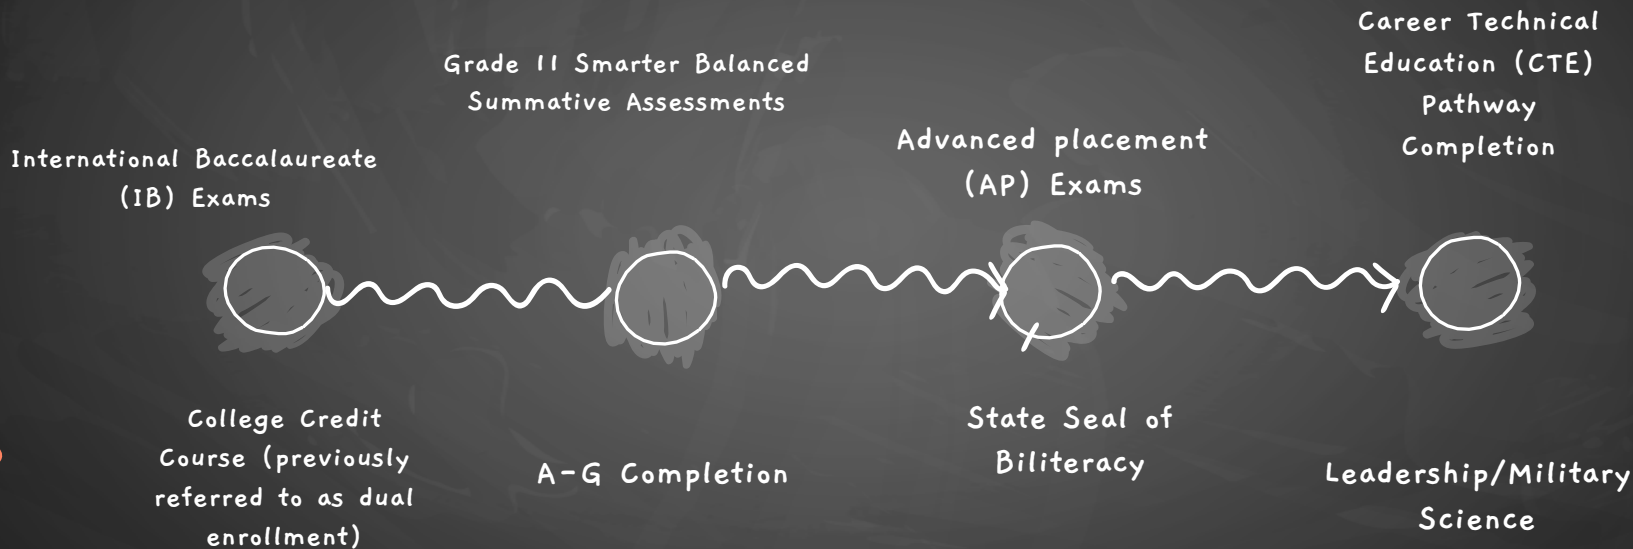 International Baccalaureate
(IB) Exams
Grade 11 Smarter Balanced
Summative Assessments
Advanced placement
(AP) Exams
Career Technical
Education (CTE)
Pathway
Completion
College Credit
Course (previously
referred to as dual
enrollment)
A-G Completion
State Seal of
Biliteracy
Leadership/Military
Science